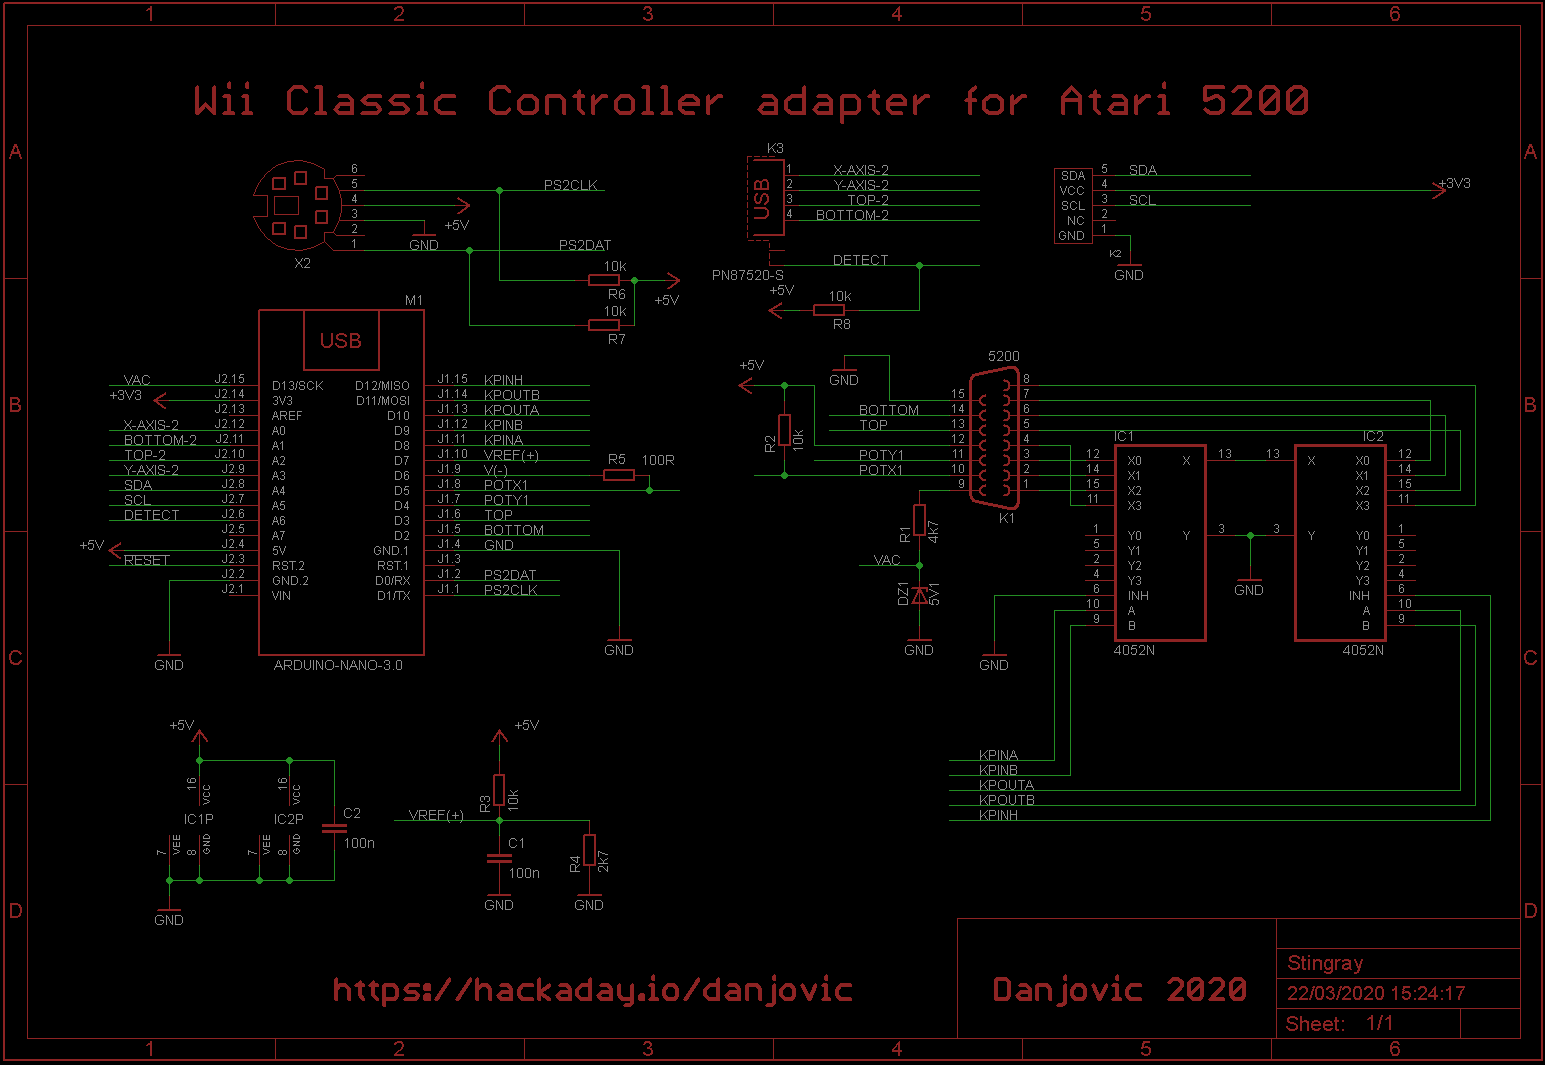 1 2 3 4 5 6
Wii Classic Controller adapter for Atari 5200
A A
6
5 PS2CLK
4 +5V
3 GND
2
1 PS2DAT
X2
10k
R6 +5V
10k
R7
K3
USB
1 X-AXIS-2
2 Y-AXIS-2
3 TOP-2
4 BOTTOM-2
DETECT
PN87520-S
+5V 10k
R8
SDA 5 SDA
VCC 4 +3V3
SCL 3 SCL
NC 2
GND 1
K2
GND
B B
M1
USB
VAC J2.15 D13/SCK D12/MISO J1.15 KPINH
+3V3 J2.14 3V3 D11/MOSI J1.14 KPOUTB
J2.13 AREF D10 J1.13 KPOUTA
X-AXIS-2 J2.12 A0 D9 J1.12 KPINB
BOTTOM-2 J2.11 A1 D8 J1.11 KPINA
TOP-2 J2.10 A2 D7 J1.10 VREF(+)
Y-AXIS-2 J2.9 A3 D6 J1.9 V(-) R5 100R
SDA J2.8 A4 D5 J1.8 POTX1
SCL J2.7 A5 D4 J1.7 POTY1
DETECT J2.6 A6 D3 J1.6 TOP
J2.5 A7 D2 J1.5 BOTTOM
+5V J2.4 5V GND.1 J1.4 GND
RESET J2.3 RST.2 RST.1 J1.3
J2.2 GND.2 D0/RX J1.2 PS2DAT
J2.1 VIN D1/TX J1.1 PS2CLK
GND ARDUINO-NANO-3.0 GND
5200
+5V GND
R2 10k
15 8
BOTTOM 14 7
TOP 13 6
12 5
POTY1 11 4
POTX1 10 3
9 2
1
K1
R1 4k7
VAC
DZ1 5V1
GND
IC1 IC2
12 X0 X 13 13 X X0 12
14 X1 X1 14
15 X2 X2 15
11 X3 X3 11
1 Y0 Y 3 3 Y Y0 1
5 Y1 Y1 5
2 Y2 Y2 2
4 Y3 Y3 4
6 INH INH 6
10 A A 10
9 B B 9
GND GND
4052N 4052N
C C
KPINA
KPINB
KPOUTA
KPOUTB
KPINH
+5V
16 VCC 16 VCC
IC1P IC2P
7 VEE 8 GND 7 VEE 8 GND
C2
100n
GND
+5V
R3 10k
VREF(+)
C1
100n
R4 2k7
GND GND
D D
https://hackaday.io/danjovic
Danjovic 2020
Stingray
22/03/2020 15:24:17
Sheet: 1/1
1 2 3 4 5 6